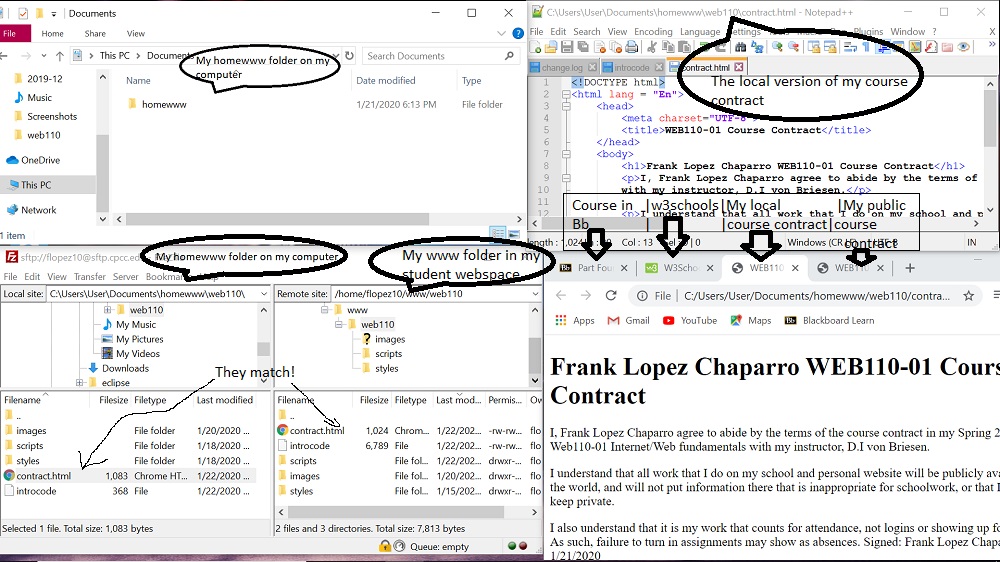 Documents
File
Home
Share
View
This PC > Documents
Search Documents
My homewww folder on my
computer
Name
Date modified
Type
2019-12
Music
Screenshots
web110
OneDrive
This PC
Network
homewww
1/21/2020 6:13 PM
File folder
1 item
C:\Users\User\Documents\homewww\web110\contract.html - Notepad++
File Edit Search View Encoding Language
Plugins
change.log
introcode
contract.html
The local version of my course
contract
1 <!DOCTYPE html>
2 <html lang = "En">
3 <head>
4 <meta charset="UTF-8">
5 <title>WEB110-01 Course Contract</title>
6 </head>
7 <body>
8 <h1>Frank Lopez Chaparro WEB110-01 Course Contract</h1>
9 <p>I, Frank Lopez Chaparro agree to abide by the terms of
10 with my instructor, D.I von Briesen.</p>
12 <p>I understand that all work that I do on my school and p
Course in |w3schools|My local |My public
Bb | |course contract|course
contract
Col : 13
Windows (CR LF)
IN
sftp://flopez10@sftp.cpcc.ed
My homewww folder on my computer
File Edit View Transfer Server
My www folder in my
student webspace
Local site: C:\Users\User\Documents\homewww\web110\
Remote site: /home/flopez10/www/web110
web110
My Music
My Pictures
My Videos
Downloads
eclipse
www
web110
images
scripts
styles
They match!
Filename Filesize Filetype Last modified
..
images File folder 1/20/2020 ...
scripts File folder 1/18/2020 ...
styles File folder 1/18/2020 ...
contract.html 1,083 Chrome HT... 1/22/2020 ...
introcode 368 File 1/22/2020 ...
Selected 1 file. Total size: 1,083 bytes
Filename Filesize Filetype Last modi... Permis... Ow
..
contract.html 1,024 Chrom... 1/22/202... -rw-rw... flo
introcode 6,789 File 1/22/202... -rw-rw... flo
scripts File fol... 1/22/202... drwxr-... flo
images File fol... 1/20/202... drwxr-... flo
styles File fol... 1/15/202... drwxr-... flo
2 files and 3 directories. Total size: 7,813 bytes
Queue: empty
Part Fou
W3Scho
WEB110
WEB11
File | C:/Users/User/Documents/homewww/web110/contra...
Apps Gmail YouTube Maps Blackboard Learn
Frank Lopez Chaparro WEB110-01 Cours
Contract
I, Frank Lopez Chaparro agree to abide by the terms of the course contract in my Spring 2
Web110-01 Internet/Web fundamentals with my instructor, D.I von Briesen.
I understand that all work that I do on my school and personal website will be publicly ava
the world, and will not put information there that is inappropriate for schoolwork, or that I
keep private.
I also understand that it is my work that counts for attendance, not logins or showing up fo
As such, failure to turn in assignments may show as absences. Signed: Frank Lopez Chapa
1/21/2020